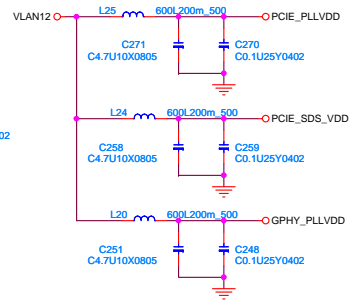 L25 600L200m_500
VLAN12 PCIE_PLLVDD
C271 C270
C4.7U10X0805 C0.1U25Y0402
L24 600L200m_500
PCIE_SDS_VDD
02
C258 C259
C4.7U10X0805 C0.1U25Y0402
L20 600L200m_500
GPHY_PLLVDD
C251 C248
C4.7U10X0805 C0.1U25Y0402